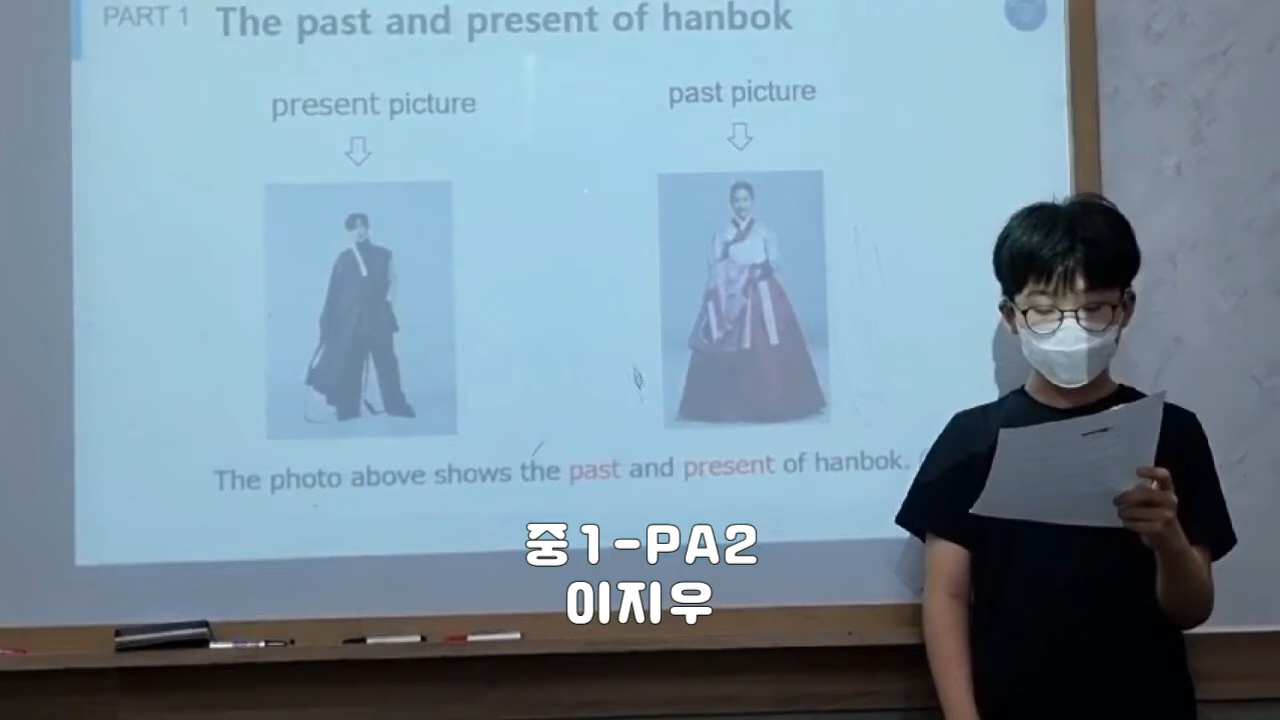 PART 1 The past and present of hanbok
present picture
past picture
The photo above shows the past and present of hanbok.
중1-PA2
이지우